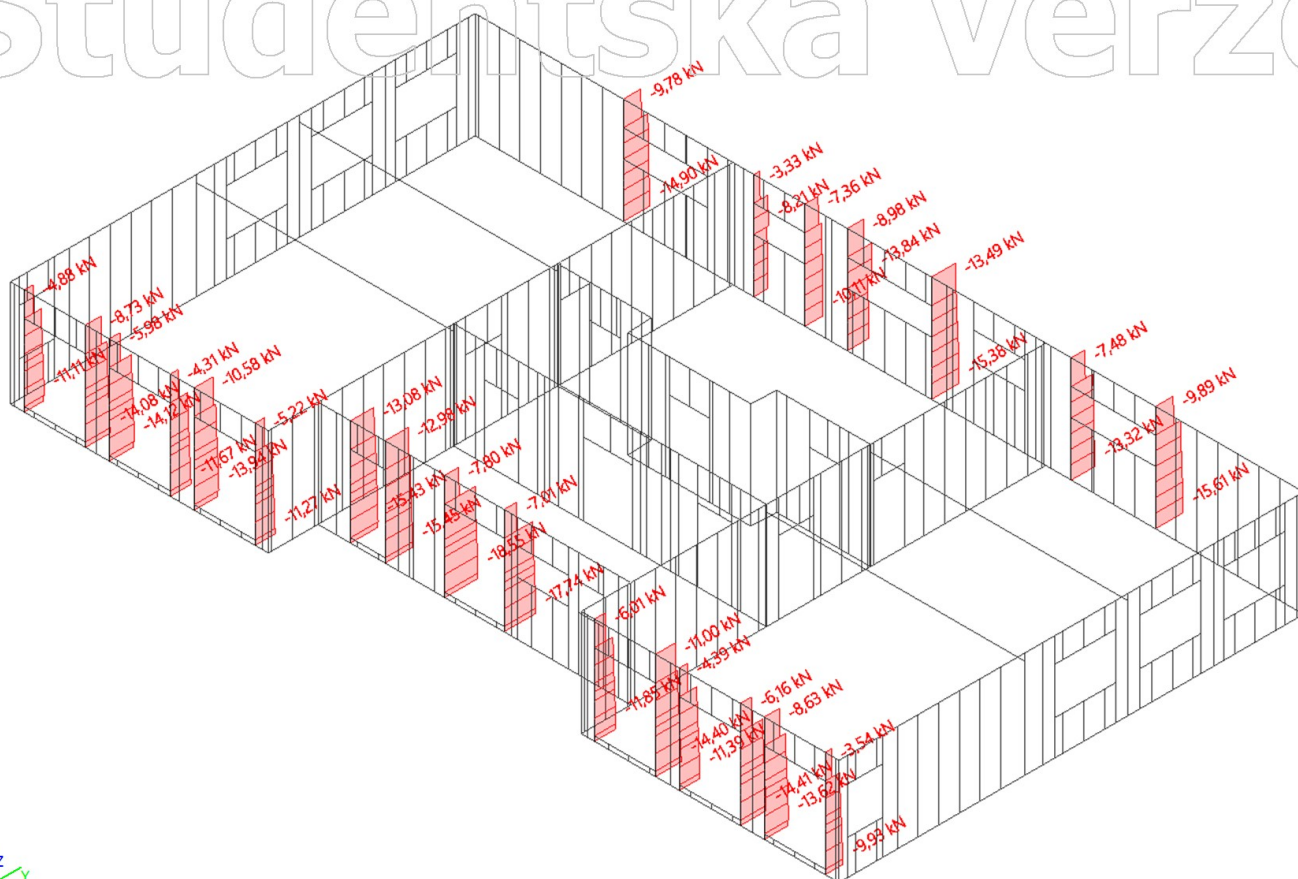 Studentská verze
-9,78 kN
-14,90 kN
-3,33 kN
-8,21 kN
-7,36 kN
-8,98 kN
-13,84 kN
-10,11 kN
-13,49 kN
-15,38 kN
-7,48 kN
-13,32 kN
-9,89 kN
-15,61 kN
-4,88 kN
-11,11 kN
-8,73 kN
-5,98 kN
-14,08 kN
-14,12 kN
-4,31 kN
-10,58 kN
-11,67 kN
-13,94 kN
-5,22 kN
-11,27 kN
-13,08 kN
-12,98 kN
-15,43 kN
-15,45 kN
-7,80 kN
-18,55 kN
-7,01 kN
-17,74 kN
-6,01 kN
-11,85 kN
-11,00 kN
-4,39 kN
-14,40 kN
-11,39 kN
-6,16 kN
-8,63 kN
-14,41 kN
-13,62 kN
-3,54 kN
-9,93 kN
Z
Y